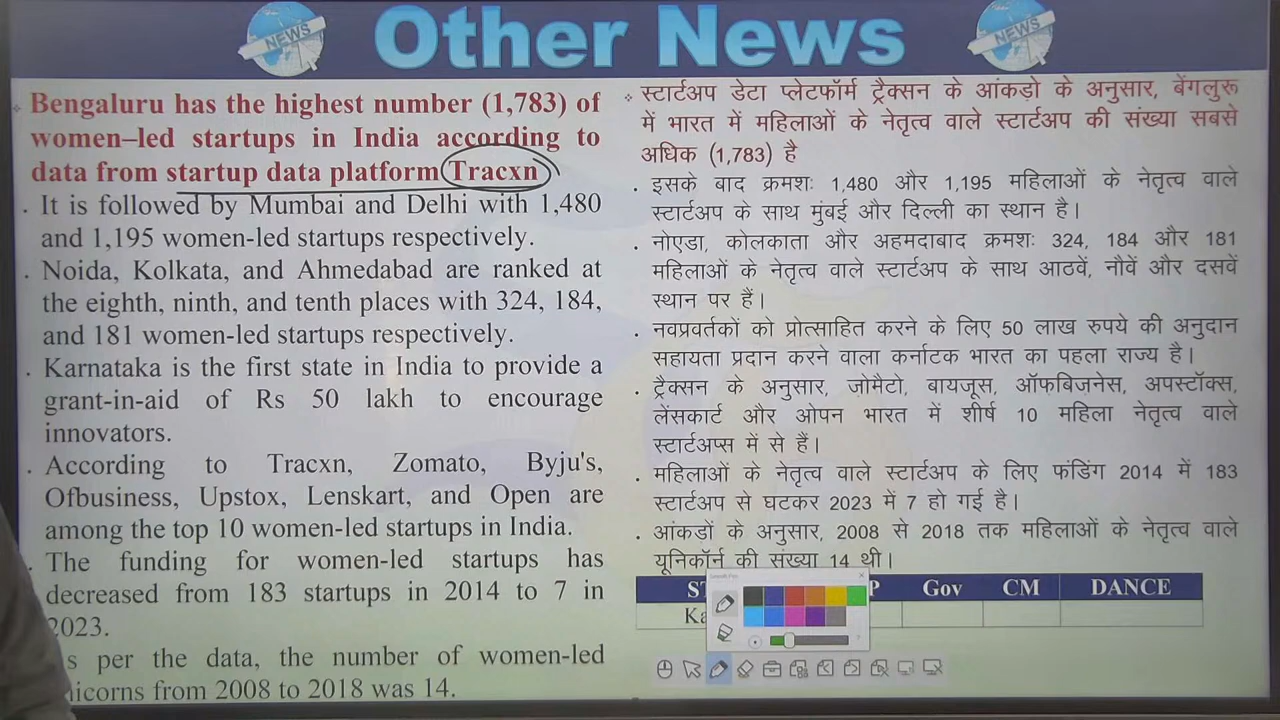 NEWS
Other News
NEWS
Bengaluru has the highest number (1,783) of
women–led startups in India according to
data from startup data platform Tracxn
It is followed by Mumbai and Delhi with 1,480
and 1,195 women-led startups respectively.
Noida, Kolkata, and Ahmedabad are ranked at
the eighth, ninth, and tenth places with 324, 184,
and 181 women-led startups respectively.
Karnataka is the first state in India to provide a
grant-in-aid of Rs 50 lakh to encourage
innovators.
According to Tracxn, Zomato, Byju's,
Ofbusiness, Upstox, Lenskart, and Open are
among the top 10 women-led startups in India.
The funding for women-led startups has
decreased from 183 startups in 2014 to 7 in
2023.
s per the data, the number of women-led
nicorns from 2008 to 2018 was 14.
स्टार्टअप डेटा प्लेटफॉर्म ट्रैक्सन के आंकड़ो के अनुसार, बेंगलुरू
में भारत में महिलाओं के नेतृत्व वाले स्टार्टअप की संख्या सबसे
अधिक (1,783) है
इसके बाद क्रमशः 1,480 और 1,195 महिलाओं के नेतृत्व वाले
स्टार्टअप के साथ मुंबई और दिल्ली का स्थान है।
नोएडा, कोलकाता और अहमदाबाद क्रमशः 324, 184 और 181
महिलाओं के नेतृत्व वाले स्टार्टअप के साथ आठवें, नौवें और दसवें
स्थान पर हैं।
नवप्रवर्तकों को प्रोत्साहित करने के लिए 50 लाख रुपये की अनुदान
सहायता प्रदान करने वाला कर्नाटक भारत का पहला राज्य है।
ट्रैक्सन के अनुसार, ज़ोमैटो, बायजूस, ऑफ़बिजनेस, अपस्टॉक्स,
लेंसकार्ट और ओपन भारत में शीर्ष 10 महिला नेतृत्व वाले
स्टार्टअप्स में से हैं।
महिलाओं के नेतृत्व वाले स्टार्टअप के लिए फंडिंग 2014 में 183
स्टार्टअप से घटकर 2023 में 7 हो गई है।
आंकड़ों के अनुसार, 2008 से 2018 तक महिलाओं के नेतृत्व वाले
यूनिकॉर्न की संख्या 14 थी।
ST P Gov CM DANCE
Ka